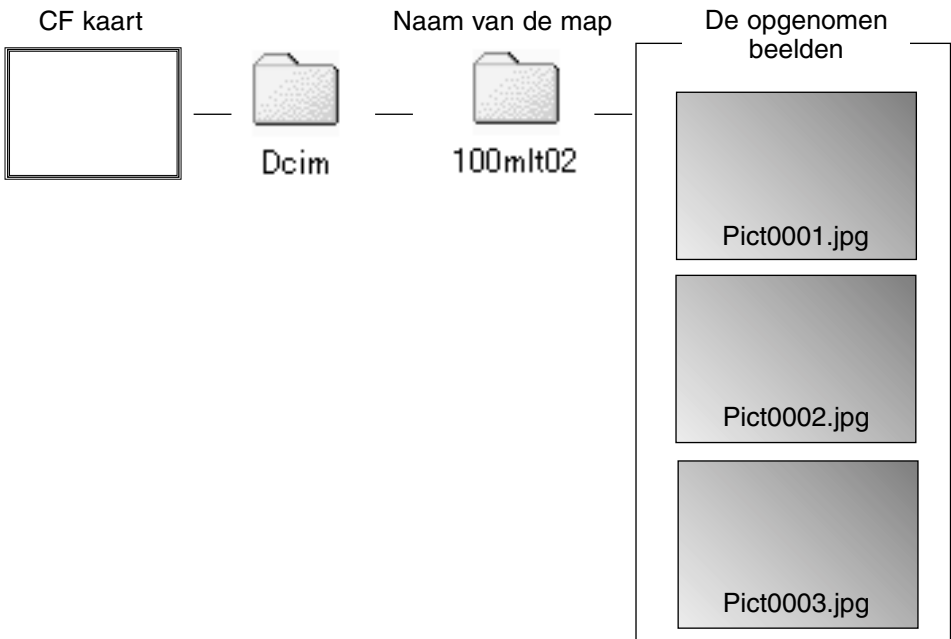 CF kaart
Naam van de map
De opgenomen
beelden
Dcim
100mlt02
Pict0001.jpg
Pict0002.jpg
Pict0003.jpg